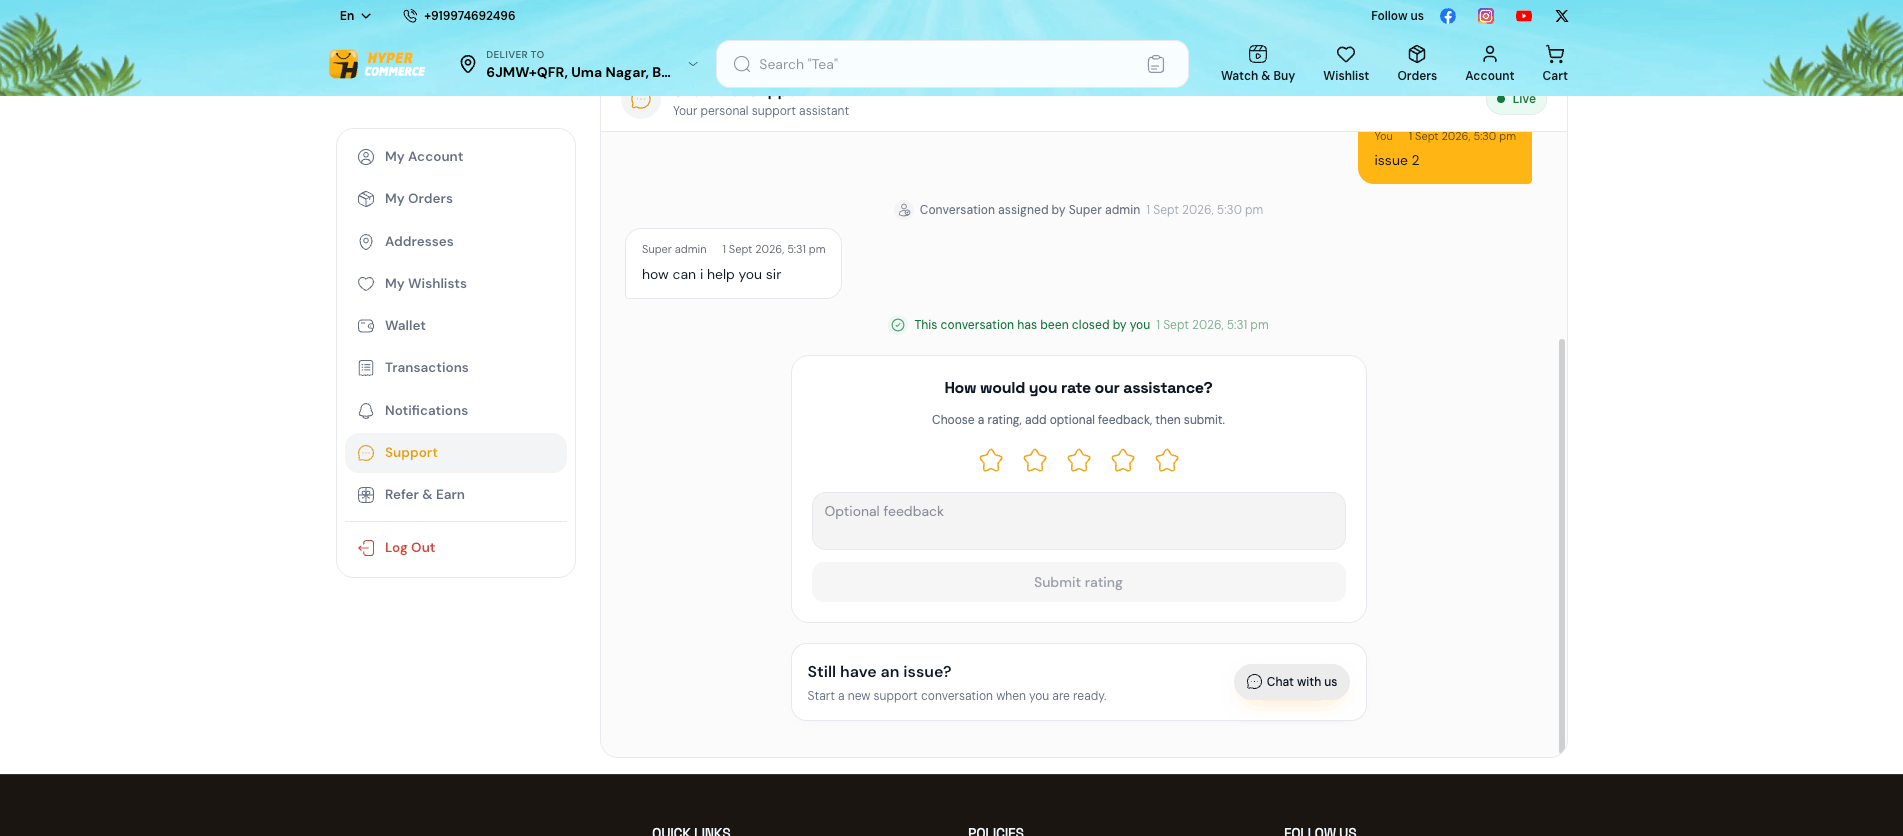 En
+919974692496
Follow us
HYPER
COMMERCE
DELIVER TO
6JMW+QFR, Uma Nagar, B...
Search "Tea"
Watch & Buy
Wishlist
Orders
Account
Cart
Your personal support assistant
Live
My Account
My Orders
Addresses
My Wishlists
Wallet
Transactions
Notifications
Support
Refer & Earn
Log Out
You 1 Sept 2026, 5:30 pm
issue 2
Conversation assigned by Super admin 1 Sept 2026, 5:30 pm
Super admin 1 Sept 2026, 5:31 pm
how can i help you sir
This conversation has been closed by you 1 Sept 2026, 5:31 pm
How would you rate our assistance?
Choose a rating, add optional feedback, then submit.
Optional feedback
Submit rating
Still have an issue?
Start a new support conversation when you are ready.
Chat with us
QUICK LINKS
POLICIES
FOLLOW US